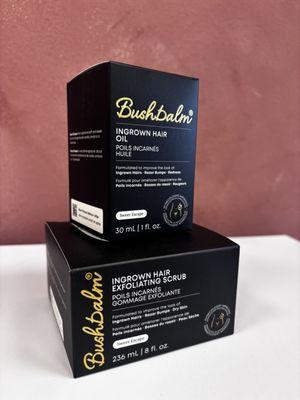 Bushbalm®
INGROWN HAIR
OIL
POILS INCARNÉS
HUILE
Formulated to improve the look of
Ingrown Hairs · Razor Bumps · Redness
Formulé pour améliorer l'apparence de
Poils incarnés · Bosses du rasoir · Rougeurs
Sweet Escape
30 mL | 1 fl oz.
Bushbalm®
INGROWN HAIR
EXFOLIATING SCRUB
POILS INCARNÉS
GOMMAGE EXFOLIANTE
Formulated to improve the look of
Ingrown Hairs · Razor Bumps · Dry Skin
Formulé pour améliorer l'apparence de
Poils incarnés · Bosses du rasoir · Peau Sèche
Sweet Escape
236 mL | 8 fl oz.